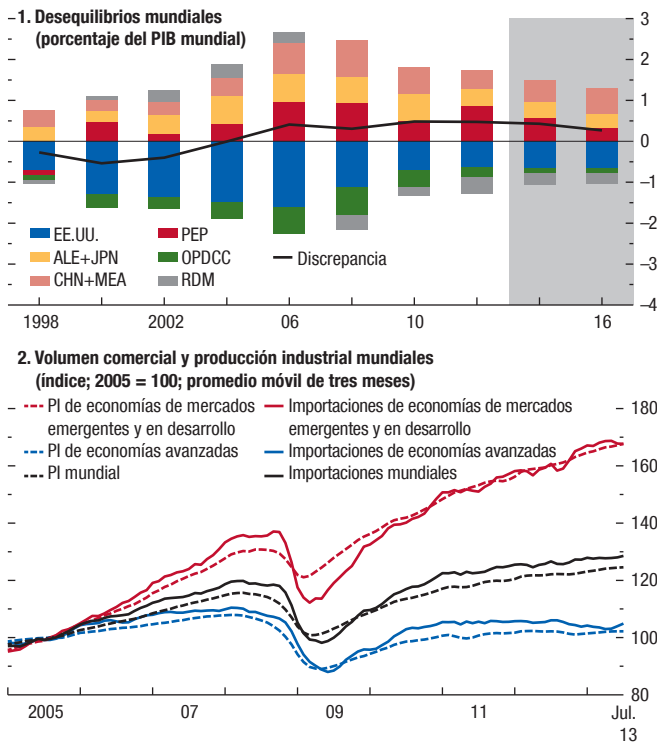 1. Desequilibrios mundiales
(porcentaje del PIB mundial)
3
2
1
0
–1
–2
–3
–4
EE.UU.
PEP
ALE+JPN
OPDCC
Discrepancia
CHN+MEA
RDM
1998
2002
06
10
16
2. Volumen comercial y producción industrial mundiales
(índice; 2005 = 100; promedio móvil de tres meses)
PI de economías de mercados
emergentes y en desarrollo
Importaciones de economías de mercados
emergentes y en desarrollo
PI de economías avanzadas
Importaciones de economías avanzadas
PI mundial
Importaciones mundiales
180
160
140
120
100
80
2005
07
09
11
Jul.
13